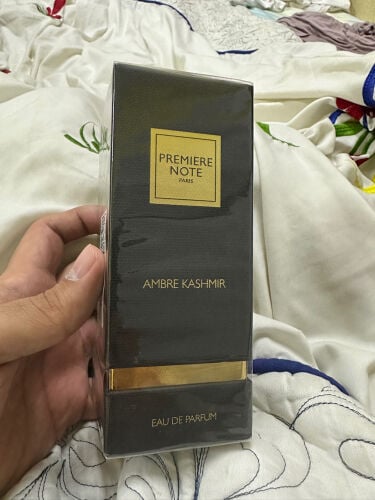 PREMIERE
NOTE
PARIS
AMBRE KASHMIR
EAU DE PARFUM